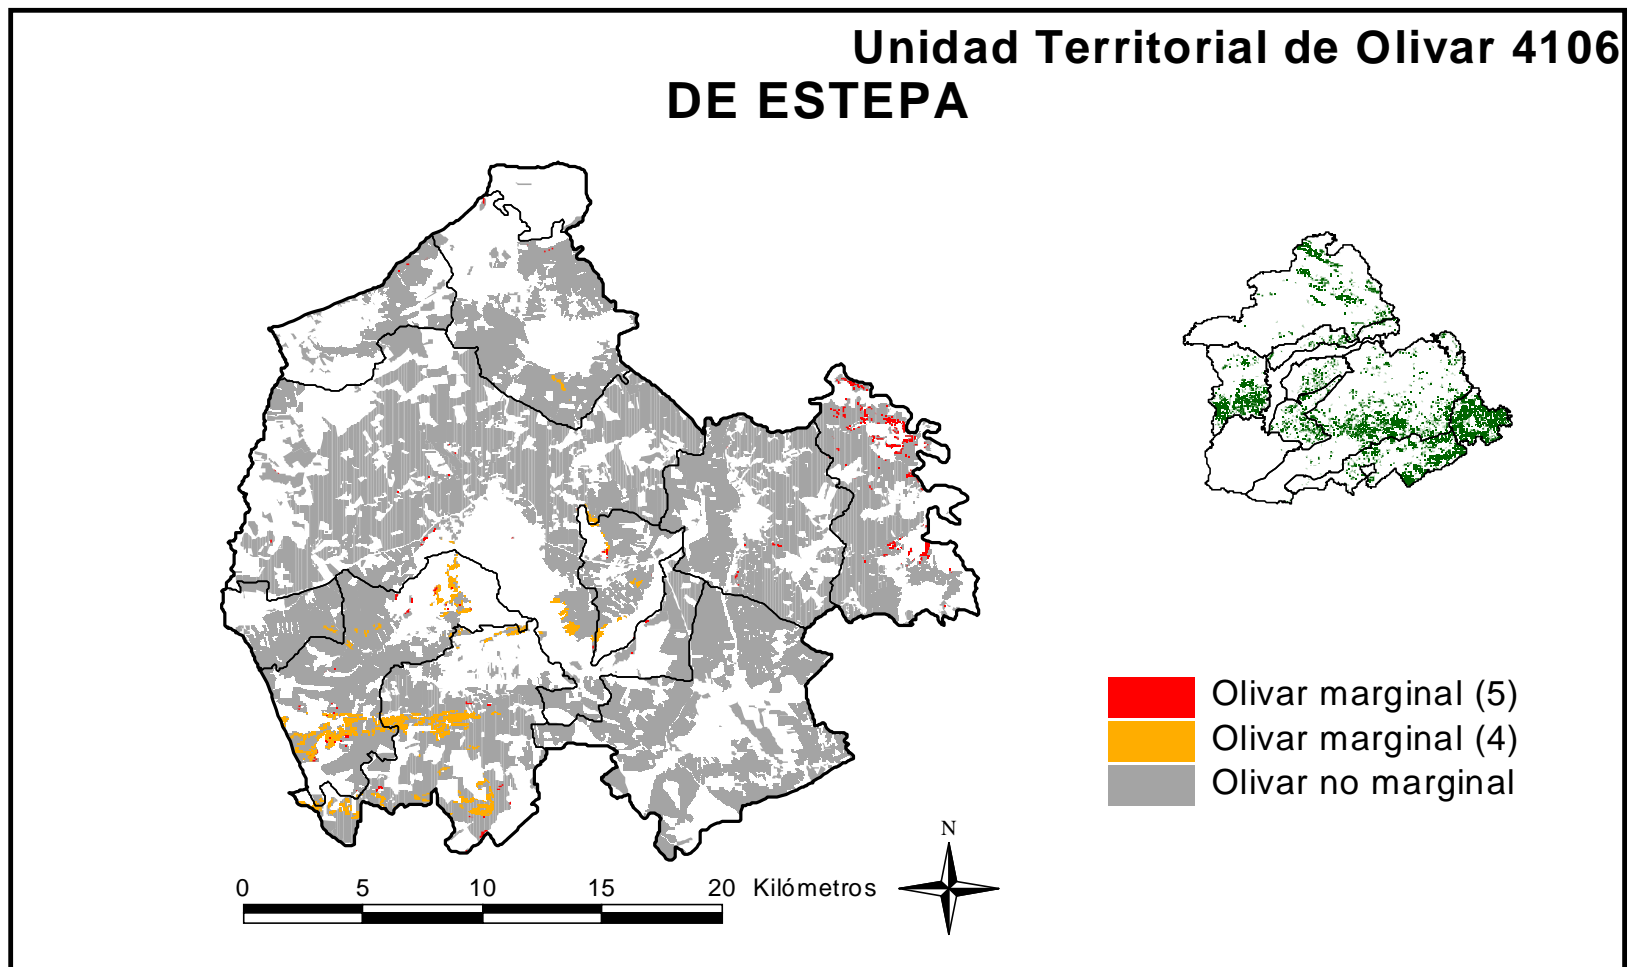 Unidad Territorial de Olivar 4106
DE ESTEPA
Olivar marginal (5)
Olivar marginal (4)
Olivar no marginal
N
0 5 10 15 20 Kilómetros